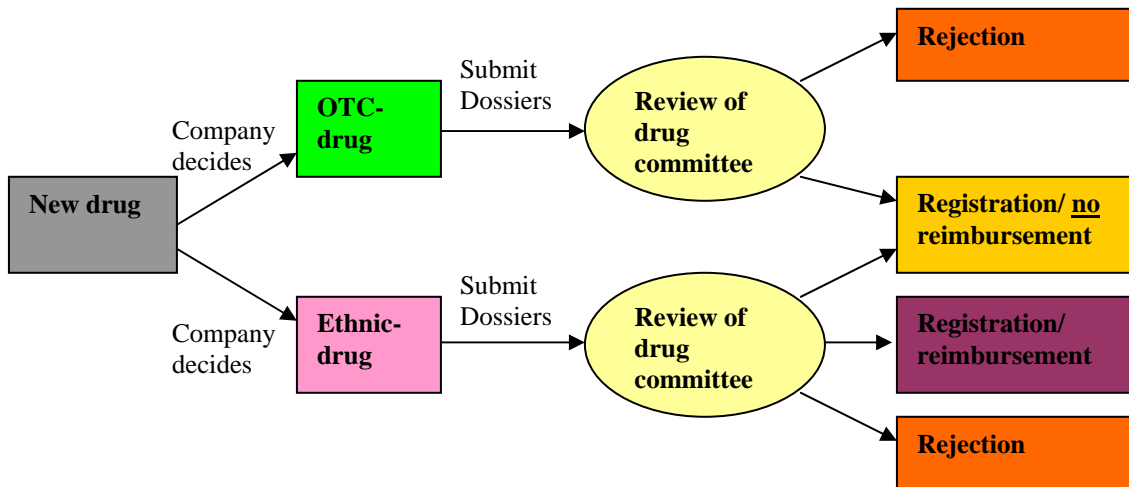 New drug
Company
decides
OTC-
drug
Submit
Dossiers
Review of
drug
committee
Rejection
Registration/ no
reimbursement
Company
decides
Ethnic-
drug
Submit
Dossiers
Review of
drug
committee
Registration/
reimbursement
Rejection